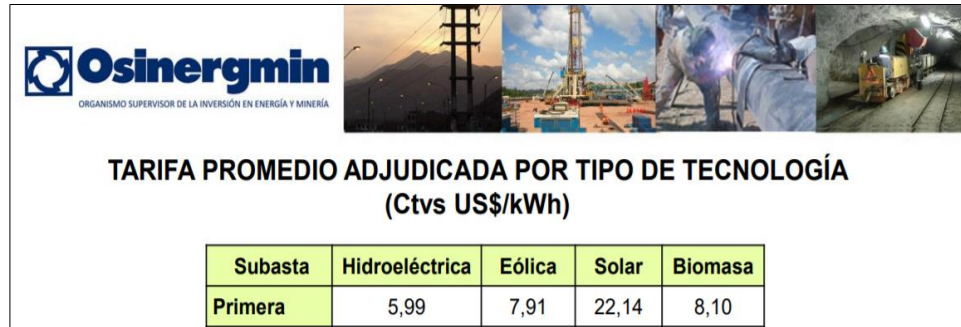 Osinergmin
ORGANISMO SUPERVISOR DE LA INVERSIÓN EN ENERGÍA Y MINERÍA
TARIFA PROMEDIO ADJUDICADA POR TIPO DE TECNOLOGÍA
(Ctvs US$/kWh)
Subasta Hidroeléctrica Eólica Solar Biomasa
Primera 5,99 7,91 22,14 8,10